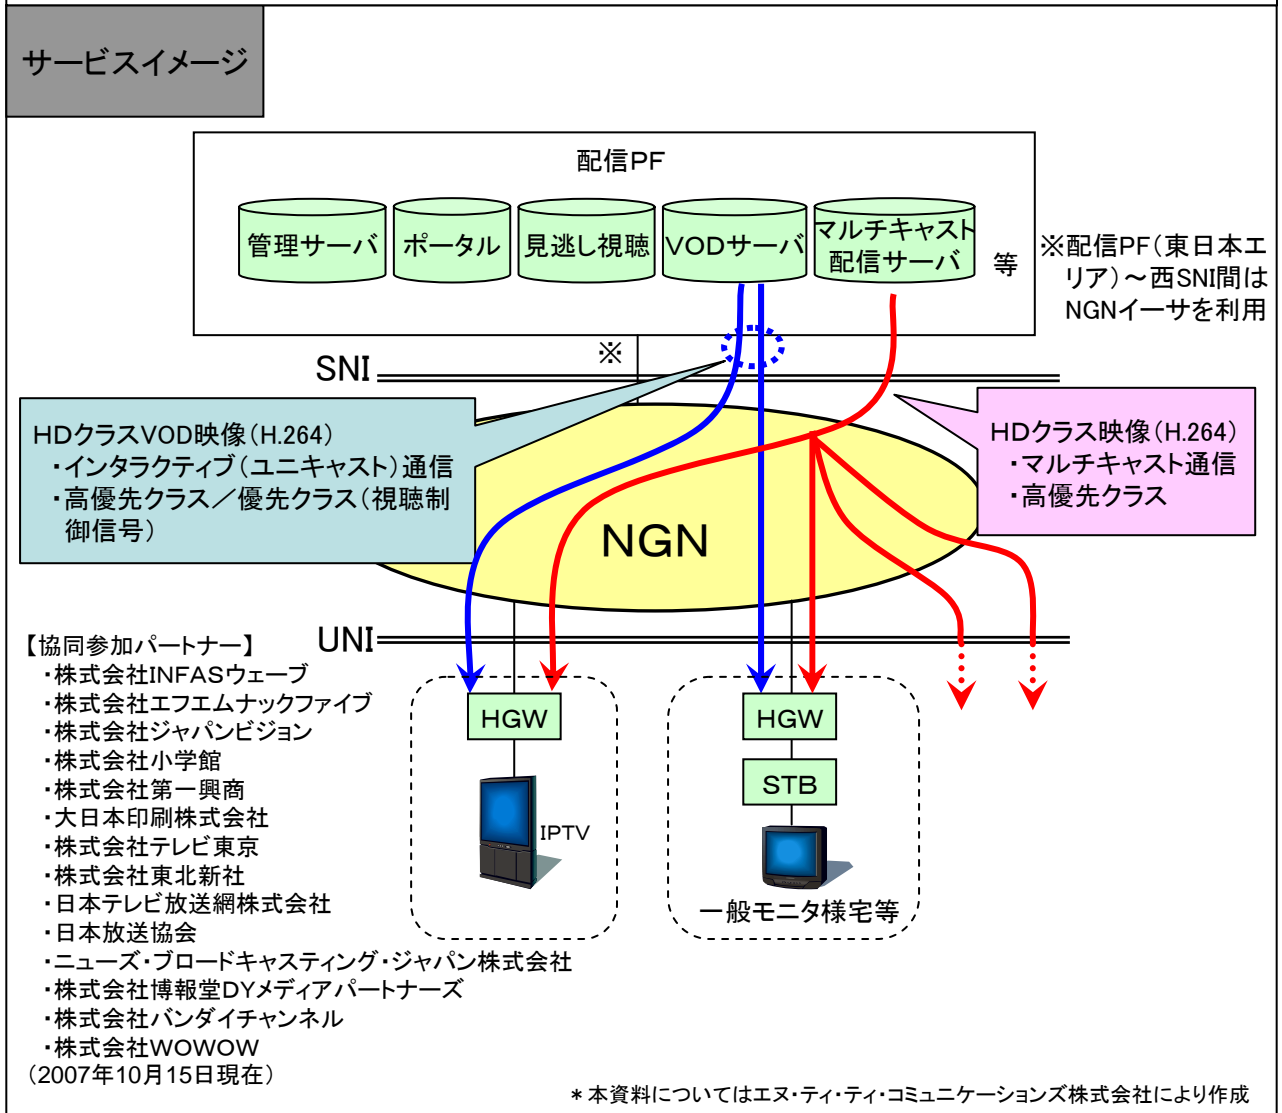 サービスイメージ
配信PF
管理サーバ
ポータル
見逃し視聴
VODサーバ
マルチキャスト
配信サーバ
等
※配信PF(東日本エ
リア)~西SNI間は
NGNイーサを利用
※
SNI
HDクラスVOD映像(H.264)
・インタラクティブ(ユニキャスト)通信
・高優先クラス/優先クラス(視聴制
御信号)
HDクラス映像(H.264)
・マルチキャスト通信
・高優先クラス
NGN
UNI
【協同参加パートナー】
・株式会社INFASウェーブ
・株式会社エフエムナックファイブ
・株式会社ジャパンビジョン
・株式会社小学館
・株式会社第一興商
・大日本印刷株式会社
・株式会社テレビ東京
・株式会社東北新社
・日本テレビ放送網株式会社
・日本放送協会
・ニューズ・ブロードキャスティング・ジャパン株式会社
・株式会社博報堂DYメディアパートナーズ
・株式会社バンダイチャンネル
・株式会社WOWOW
(2007年10月15日現在)
HGW
IPTV
HGW
STB
一般モニタ様宅等
*本資料についてはエヌ・ティ・ティ・コミュニケーションズ株式会社により作成